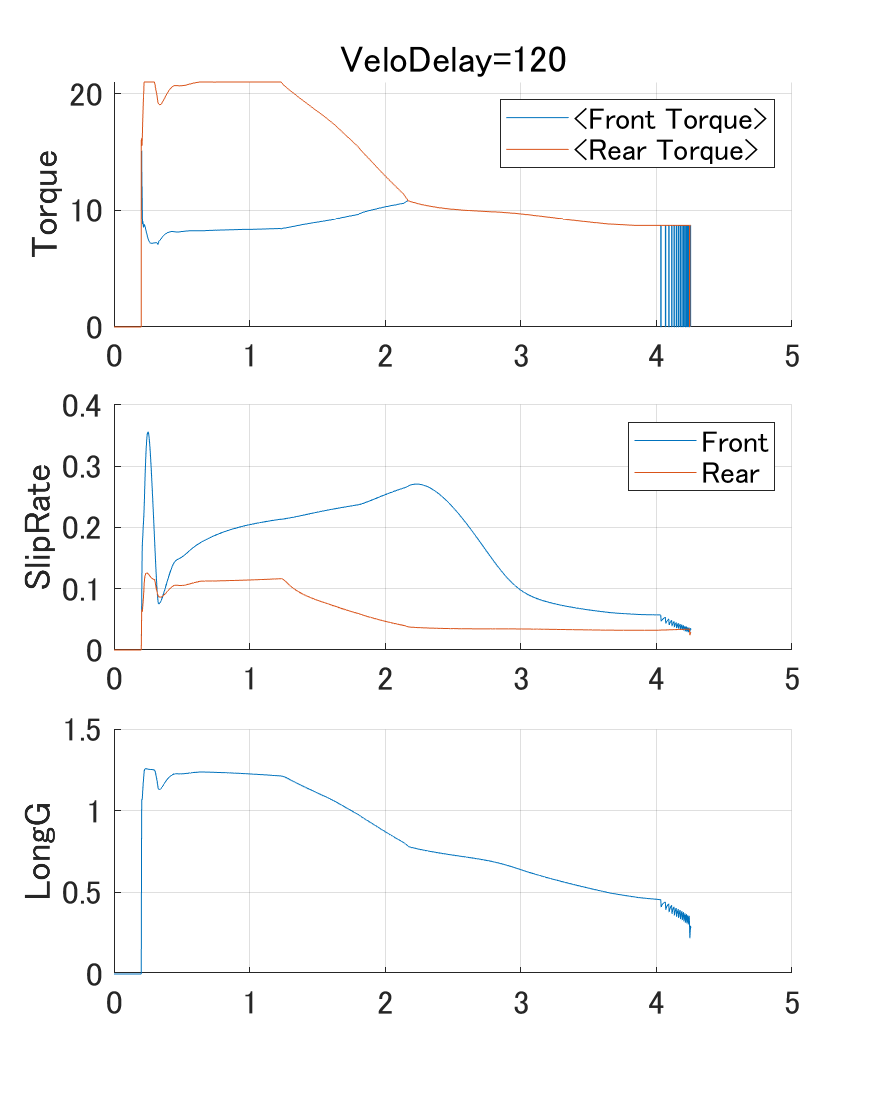 VeloDelay=120
Torque
20
10
0
<Front Torque>
<Rear Torque>
0 1 2 3 4 5
SlipRate
0.4
0.3
0.2
0.1
0
Front
Rear
0 1 2 3 4 5
LongG
1.5
1
0.5
0
0 1 2 3 4 5